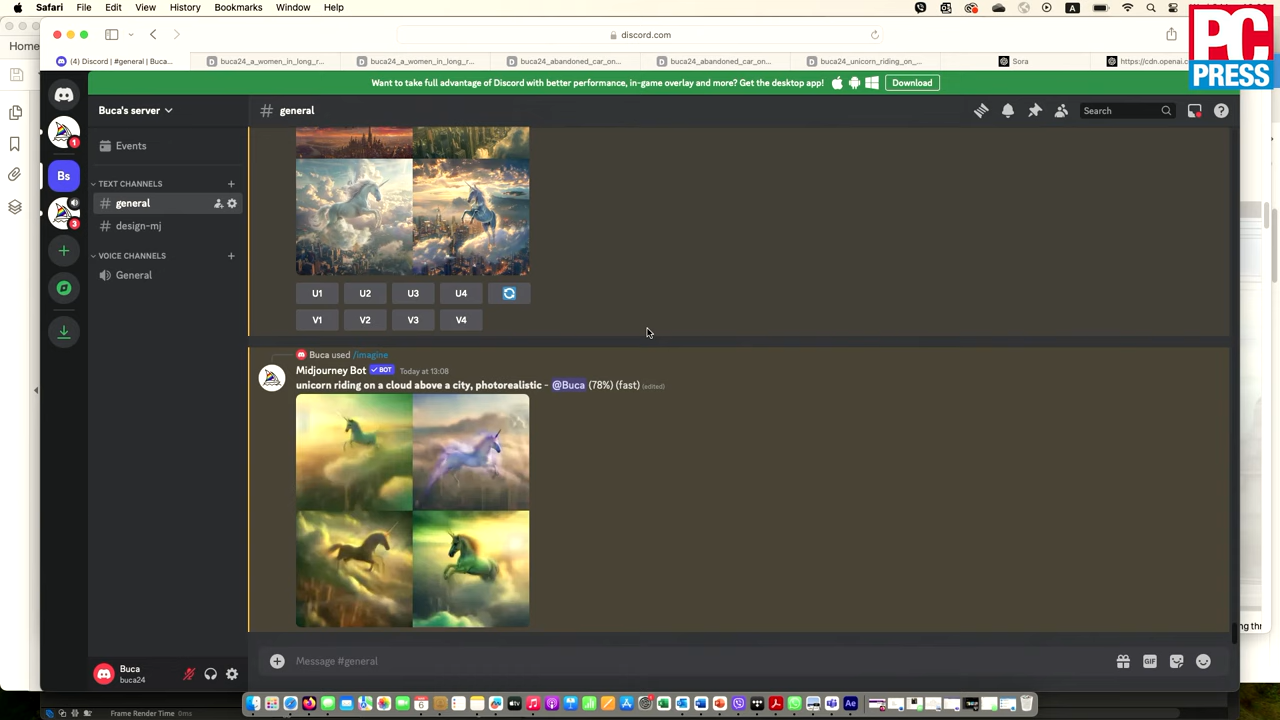 Safari File Edit View History Bookmarks Window Help
PC
PRESS
Home
discord.com
(4) Discord | #general | Buca...
buca24_a_women_in_long_r...
buca24_a_women_in_long_r...
buca24_abandoned_car_on...
buca24_abandoned_car_on...
buca24_unicorn_riding_on_...
Sora
https://cdn.openai.c
Want to take full advantage of Discord with better performance, in-game overlay and more? Get the desktop app!
Download
Buca's server
# general
Search
1
Bs
3
Events
TEXT CHANNELS
# general
# design-mj
VOICE CHANNELS
General
U1 U2 U3 U4
V1 V2 V3 V4
Buca used /imagine
Midjourney Bot BOT Today at 13:08
unicorn riding on a cloud above a city, photorealistic - @Buca (78%) (fast) (edited)
Message #general
GIF
Buca
buca24
Frame Render Time 0ms